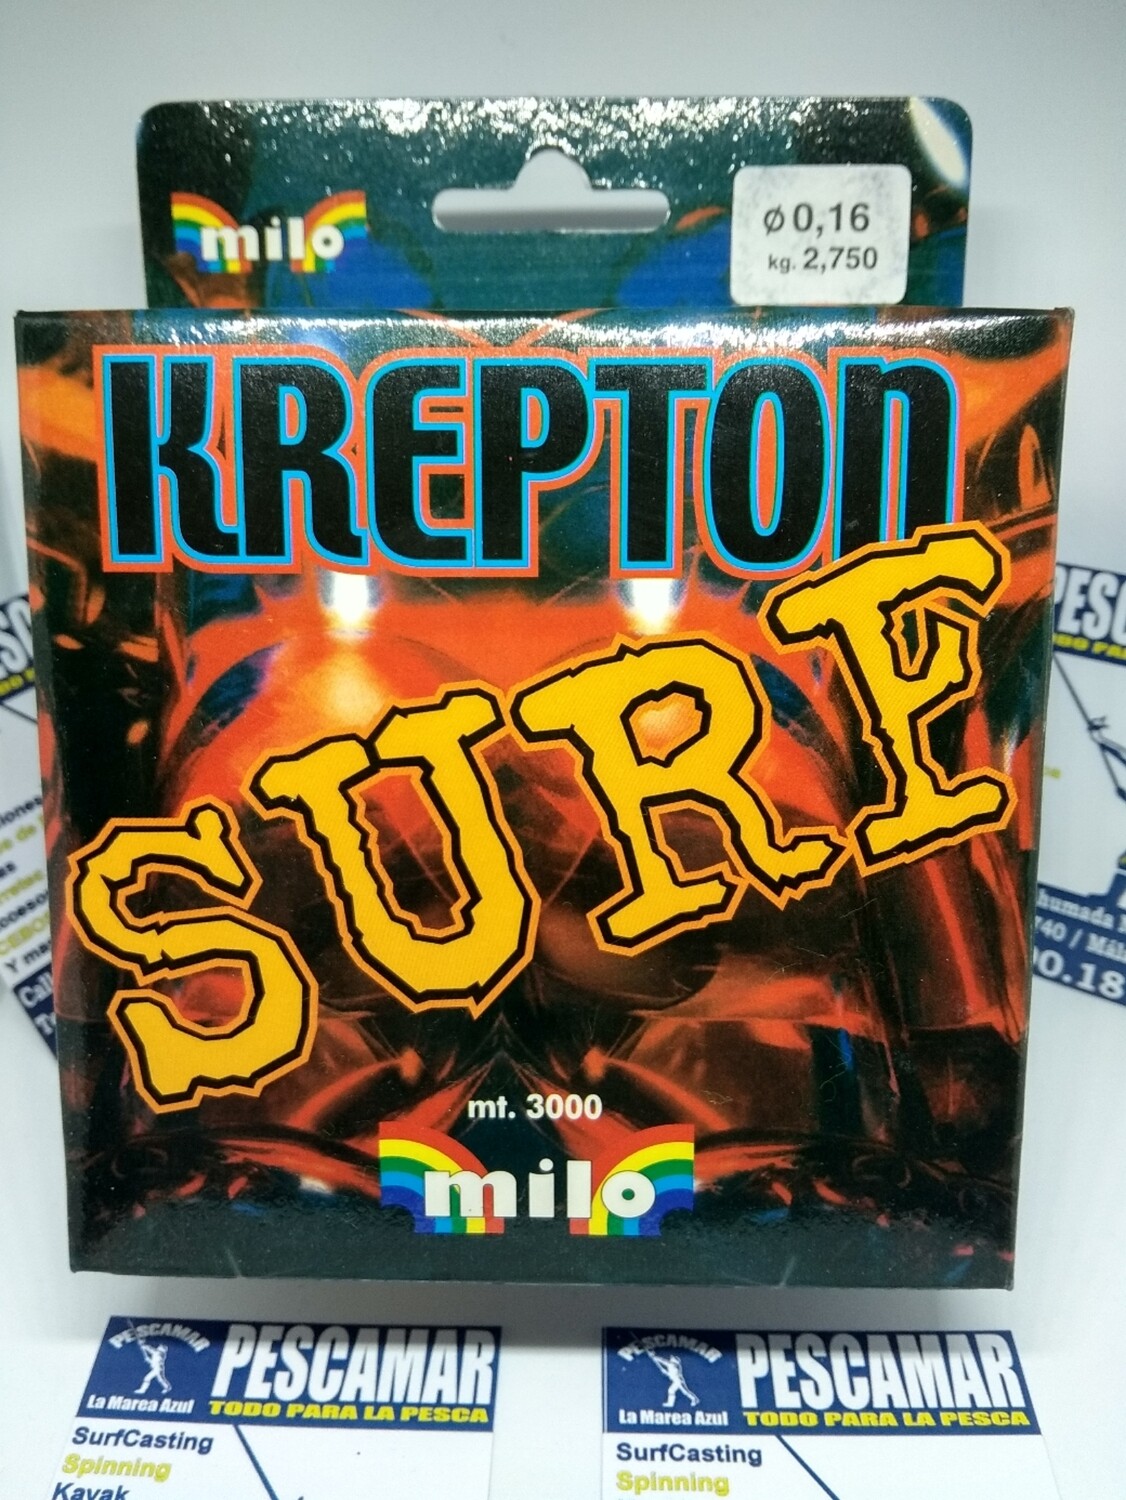 milo
ø 0,16
kg. 2,750
KREPTON
SURF
mt. 3000
milo
PESCAMAR
La Marea Azul
PESCAMAR
TODO PARA LA PESCA
SurfCasting
Spinning
Kayak
PESCAMAR
La Marea Azul
PESCAMAR
TODO PARA LA PESCA
SurfCasting
Spinning